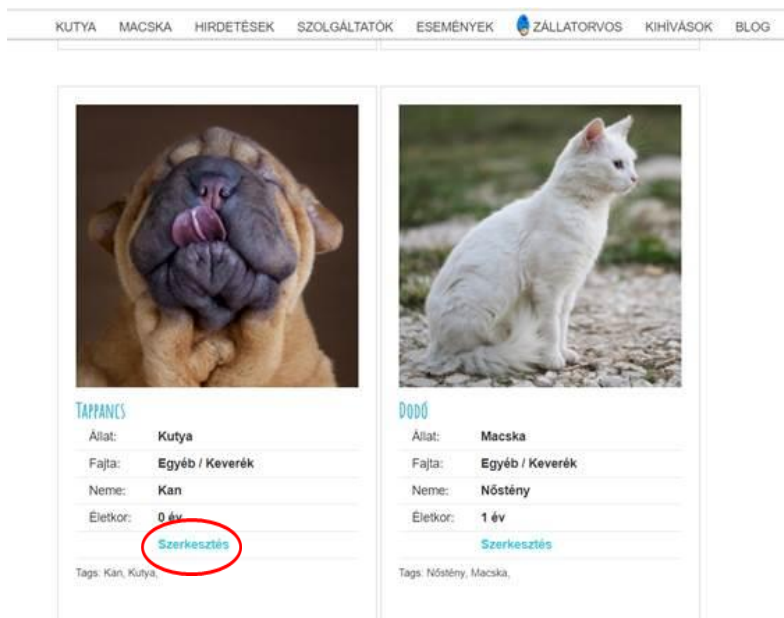 KUTYA MACSKA HIRDETÉSEK SZOLGÁLTATÓK ESEMÉNYEK ZÁLLATORVOS KIHÍVÁSOK BLOG
Tappancs
Állat: Kutya
Fajta: Egyéb / Keverék
Neme: Kan
Életkor: 0 év
Szerkesztés
Tags: Kan, Kutya,
Dodó
Állat: Macska
Fajta: Egyéb / Keverék
Neme: Nőstény
Életkor: 1 év
Szerkesztés
Tags: Nőstény, Macska,